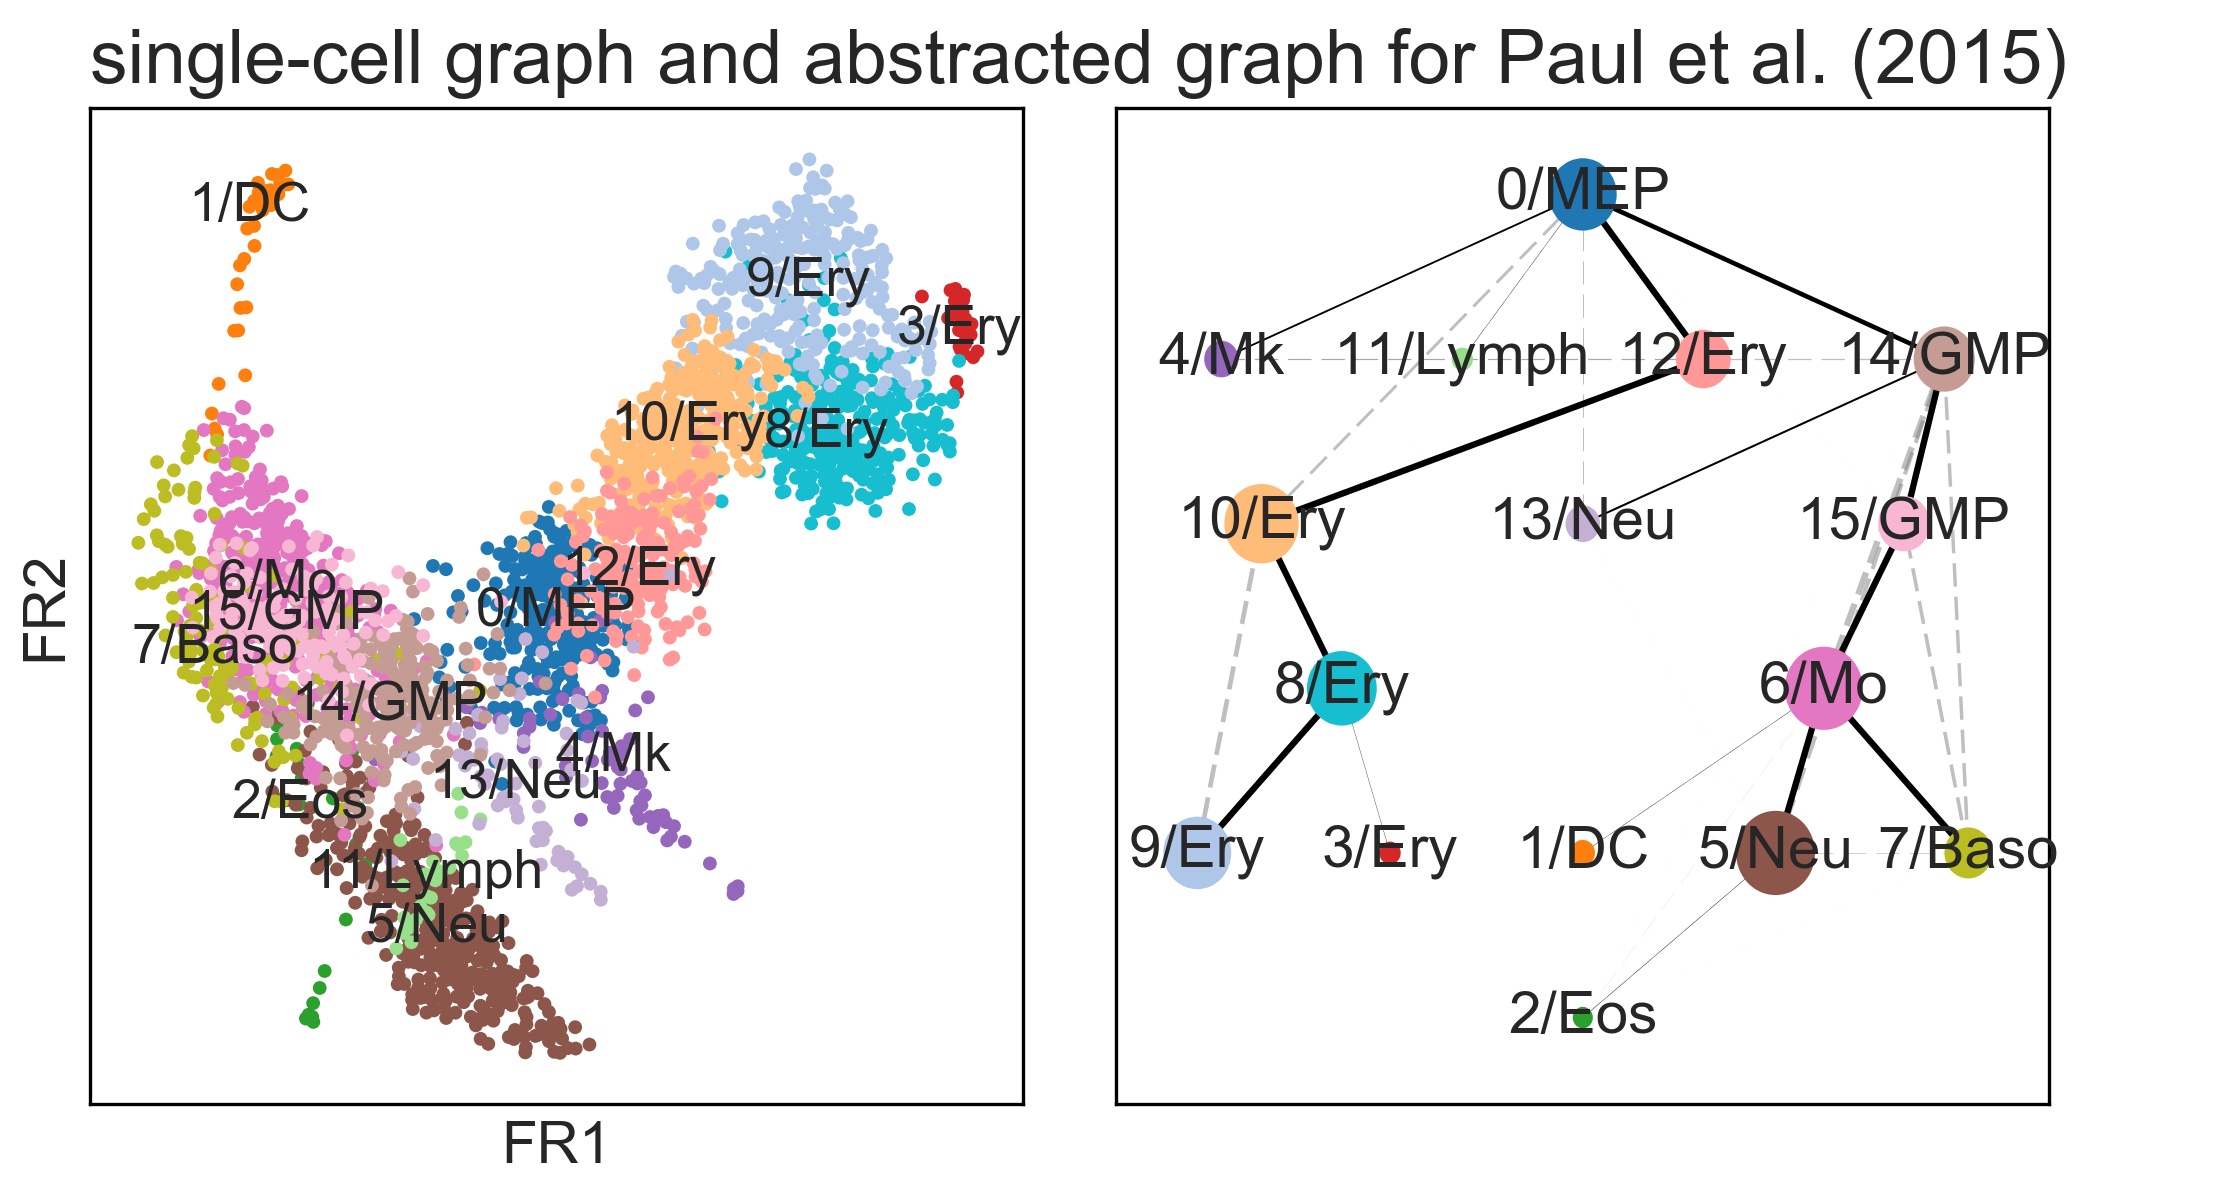 single-cell graph and abstracted graph for Paul et al. (2015)
1/DC
9/Ery
3/Ery
10/Ery
8/Ery
12/Ery
6/Mo
0/MEP
15/GMP
7/Baso
14/GMP
4/Mk
13/Neu
2/Eos
11/Lymph
5/Neu
FR2
FR1
0/MEP
4/Mk 11/Lymph 12/Ery 14/GMP
10/Ery 13/Neu 15/GMP
8/Ery 6/Mo
9/Ery 3/Ery 1/DC 5/Neu 7/Baso
2/Eos